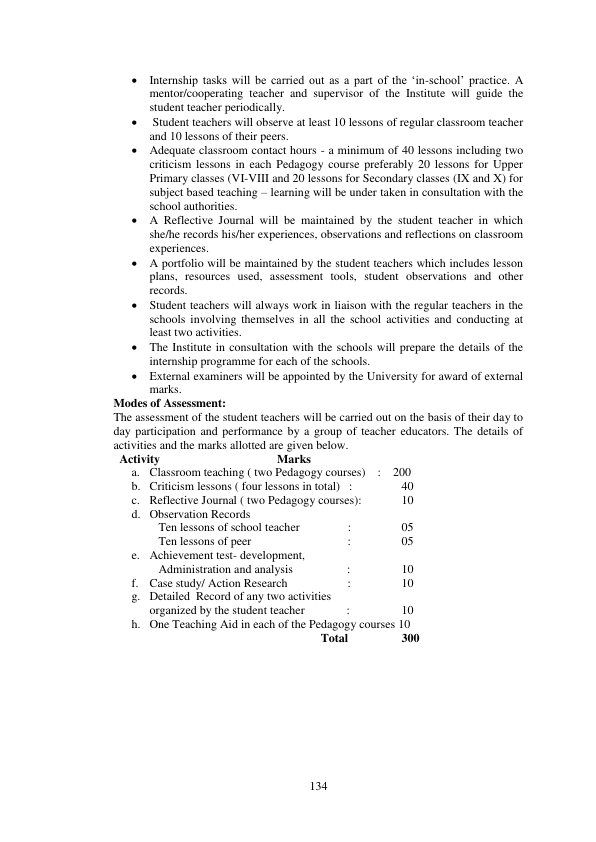 • Internship tasks will be carried out as a part of the ‘in-school’ practice. A
mentor/cooperating teacher and supervisor of the Institute will guide the
student teacher periodically.
• Student teachers will observe at least 10 lessons of regular classroom teacher
and 10 lessons of their peers.
• Adequate classroom contact hours - a minimum of 40 lessons including two
criticism lessons in each Pedagogy course preferably 20 lessons for Upper
Primary classes (VI-VIII and 20 lessons for Secondary classes (IX and X) for
subject based teaching – learning will be under taken in consultation with the
school authorities.
• A Reflective Journal will be maintained by the student teacher in which
she/he records his/her experiences, observations and reflections on classroom
experiences.
• A portfolio will be maintained by the student teachers which includes lesson
plans, resources used, assessment tools, student observations and other
records.
• Student teachers will always work in liaison with the regular teachers in the
schools involving themselves in all the school activities and conducting at
least two activities.
• The Institute in consultation with the schools will prepare the details of the
internship programme for each of the schools.
• External examiners will be appointed by the University for award of external
marks.
Modes of Assessment:
The assessment of the student teachers will be carried out on the basis of their day to
day participation and performance by a group of teacher educators. The details of
activities and the marks allotted are given below.
Activity Marks
a. Classroom teaching ( two Pedagogy courses) : 200
b. Criticism lessons ( four lessons in total) : 40
c. Reflective Journal ( two Pedagogy courses): 10
d. Observation Records
Ten lessons of school teacher : 05
Ten lessons of peer : 05
e. Achievement test- development,
Administration and analysis : 10
f. Case study/ Action Research : 10
g. Detailed Record of any two activities
organized by the student teacher : 10
h. One Teaching Aid in each of the Pedagogy courses 10
Total 300
134